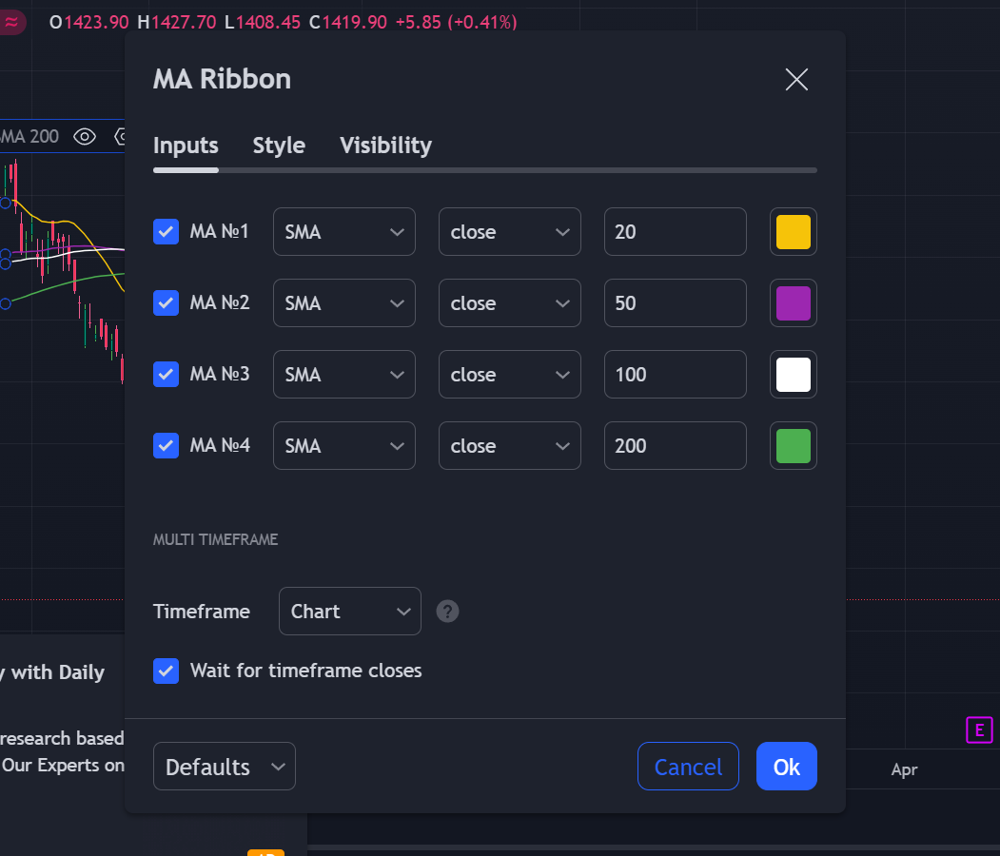 O1423.90 H1427.70 L1408.45 C1419.90 +5.85 (+0.41%)
MA Ribbon
SMA 200
Inputs Style Visibility
MA №1 SMA close 20
MA №2 SMA close 50
MA №3 SMA close 100
MA №4 SMA close 200
MULTI TIMEFRAME
Timeframe Chart ?
Wait for timeframe closes
y with Daily
research based
Our Experts on
E
Defaults Cancel Ok
Apr